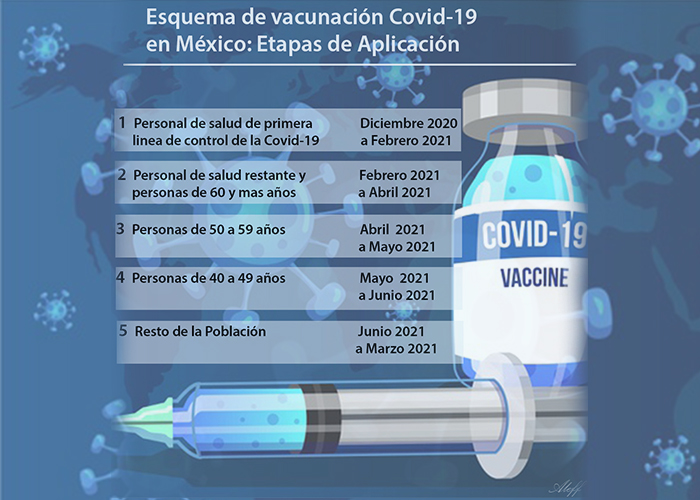 Esquema de vacunación Covid-19
en México: Etapas de Aplicación
1 Personal de salud de primera
linea de control de la Covid-19
Diciembre 2020
a Febrero 2021
2 Personal de salud restante y
personas de 60 y mas años
Febrero 2021
a Abril 2021
3 Personas de 50 a 59 años
Abril 2021
a Mayo 2021
4 Personas de 40 a 49 años
Mayo 2021
a Junio 2021
5 Resto de la Población
Junio 2021
a Marzo 2021
COVID-19
VACCINE